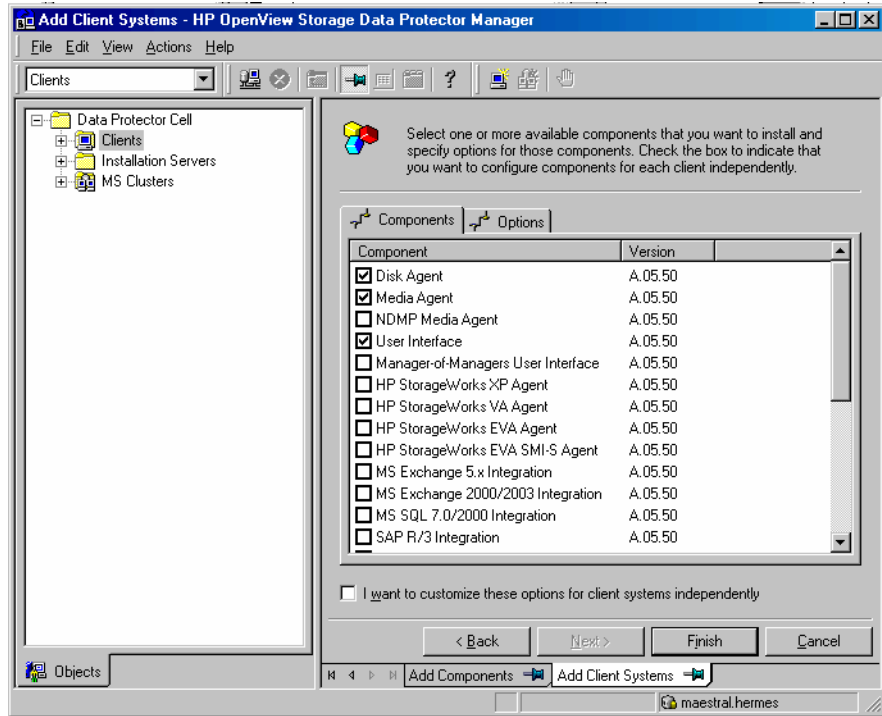 Add Client Systems - HP OpenView Storage Data Protector Manager
File Edit View Actions Help
Clients
Data Protector Cell
Clients
Installation Servers
MS Clusters
Select one or more available components that you want to install and
specify options for those components. Check the box to indicate that
you want to configure components for each client independently.
Components Options
Component Version
Disk Agent A.05.50
Media Agent A.05.50
NDMP Media Agent A.05.50
User Interface A.05.50
Manager-of-Managers User Interface A.05.50
HP StorageWorks XP Agent A.05.50
HP StorageWorks VA Agent A.05.50
HP StorageWorks EVA Agent A.05.50
HP StorageWorks EVA SMI-S Agent A.05.50
MS Exchange 5.x Integration A.05.50
MS Exchange 2000/2003 Integration A.05.50
MS SQL 7.0/2000 Integration A.05.50
SAP R/3 Integration A.05.50
I want to customize these options for client systems independently
< Back Next > Finish Cancel
Objects
Add Components Add Client Systems
maestral.hermes